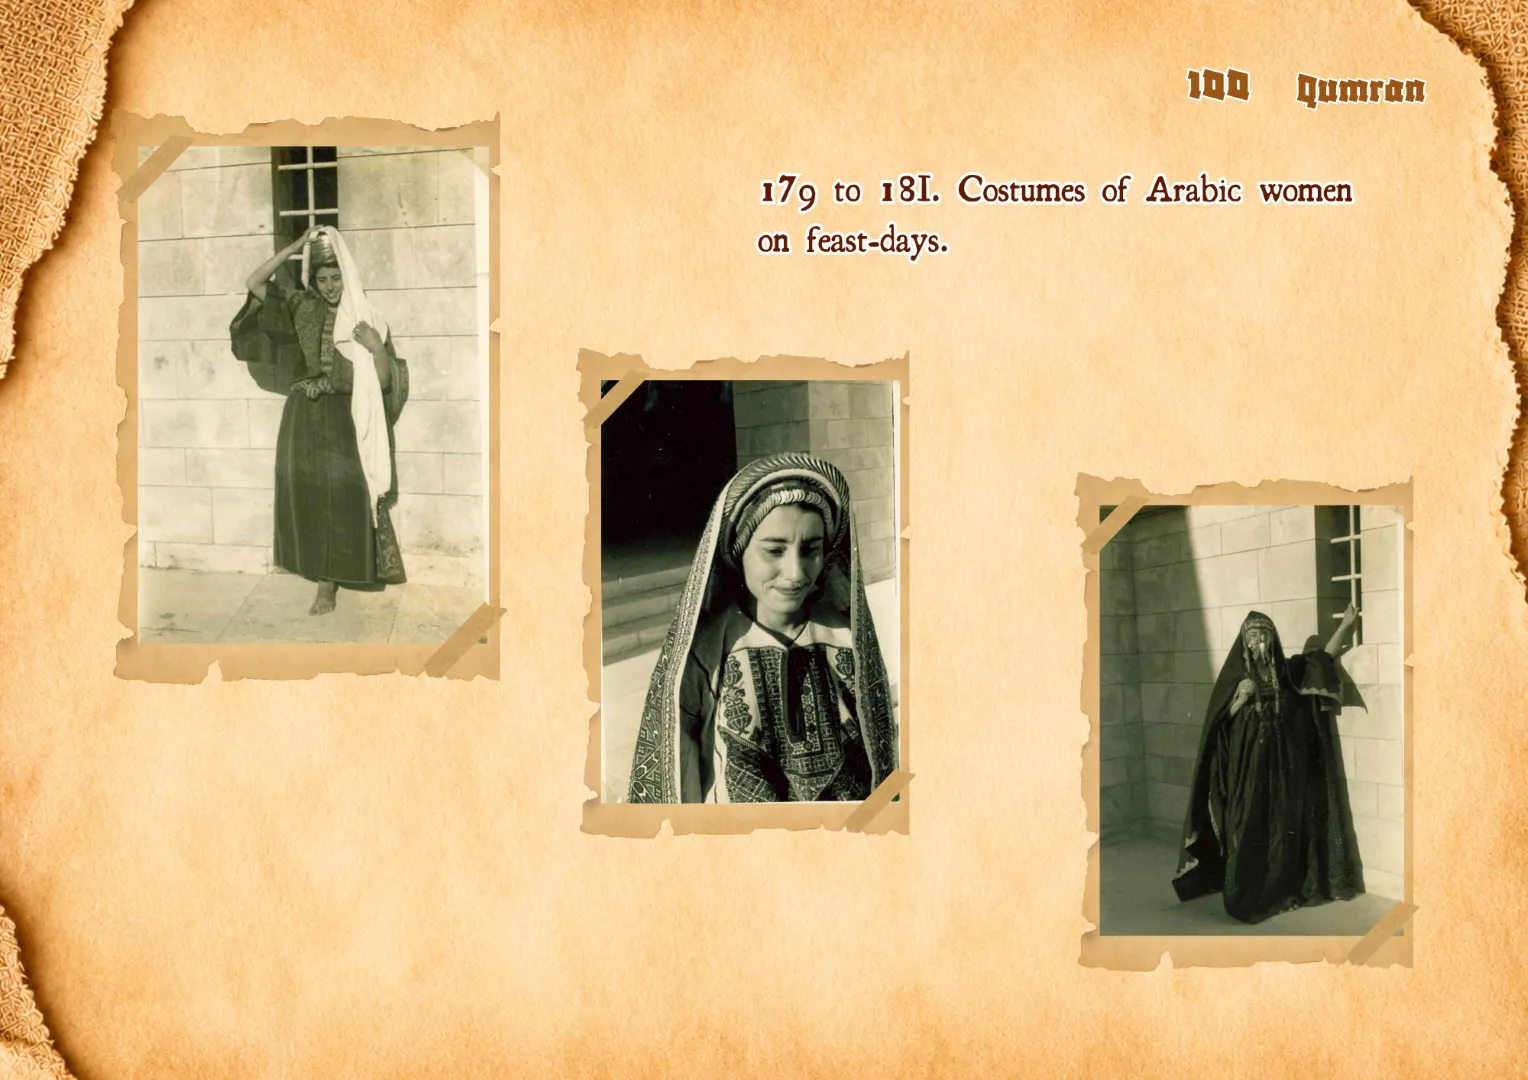 100 Qumran
179 to 181. Costumes of Arabic women
on feast-days.